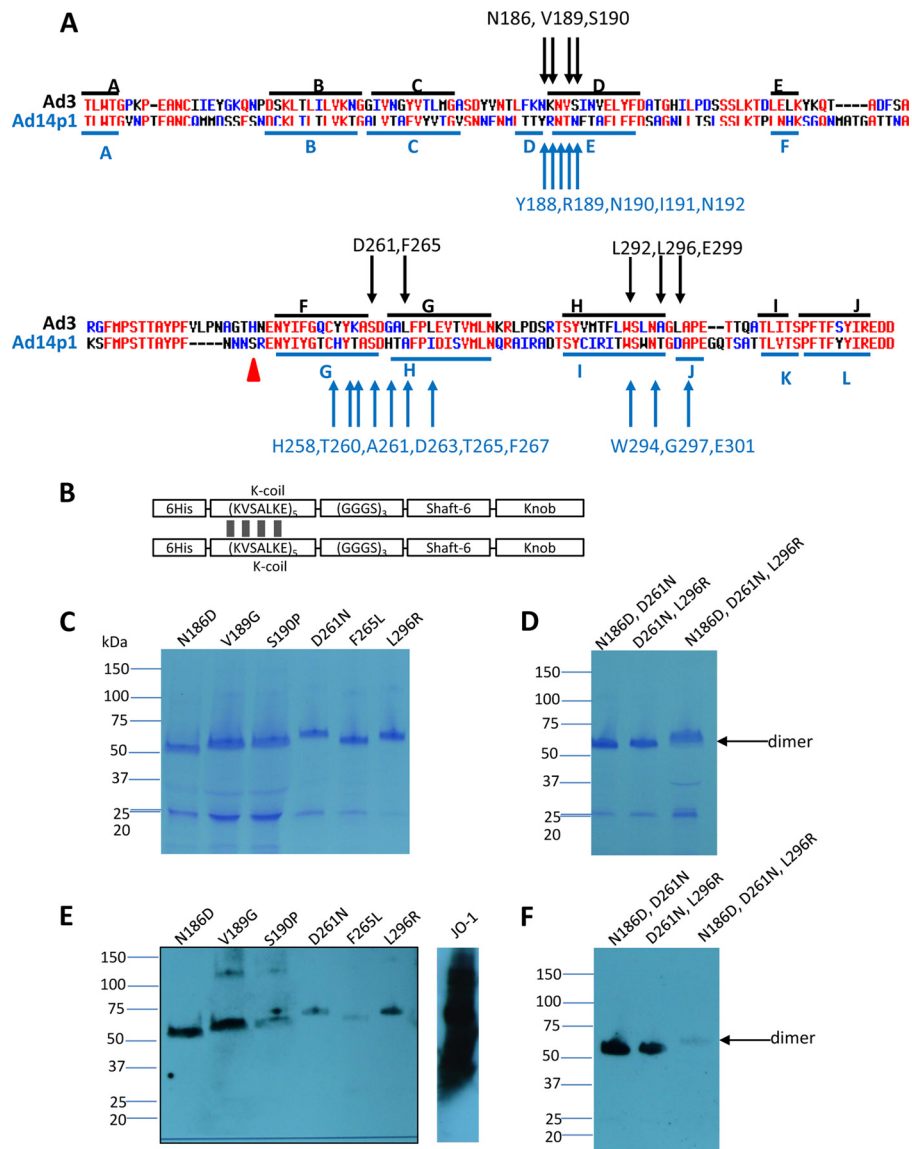 A
N186, V189,S190
A B C D E
Ad3 TLWTGPKPEANCIIEYGKQNPDSKLTLILVKNGGIVNGYVTLMGASDYVNTLFKNKNVSINVELYFDATGHILPDSSSLKTDLELKYKQT----ADFSA
Ad14p1 TLWTGVNPTEANCQMMDSSESNDCKLTLTLVKTGALVTAFVYVTGVSNNFNMLTTYRNINFTAELFFDSAGNLLTSLSSLKTPLNHKSGQNMATGATTNA
A B C D E F
Y188,R189,N190,I191,N192
D261,F265
L292,L296,E299
F G H I J
Ad3 RGFMPSTTAYPFVLPNAGTHNENYIFGQCYYKASDGALFPLEVTVMLNKRLPDSRTSYVMTFLWSLNAGLAPE--TTQATLITSPFTFSYIREDD
Ad14p1 KSFMPSTTAYPF----NNNSRENYIYGTCHYTASDHTAFPIDISVMLNQRAIRADTSYCIRITWSWNTGDAPEGQTSATTLVTSPFTFYYIREDD
G H I J K L
H258,T260,A261,D263,T265,F267
W294,G297,E301
B
K-coil
6His (KVSALKE)5 (GGGS)3 Shaft-6 Knob
6His (KVSALKE)5 (GGGS)3 Shaft-6 Knob
K-coil
C
kDa
N186D V189G S190P D261N F265L L296R
150
100
75
50
37
25
20
D
N186D, D261N
D261N, L296R
N186D, D261N, L296R
150
100
75
50
37
25
20
dimer
E
N186D V189G S190P D261N F265L L296R JO-1
150
100
75
50
37
25
20
F
N186D, D261N
D261N, L296R
N186D, D261N, L296R
150
100
75
50
37
25
20
dimer